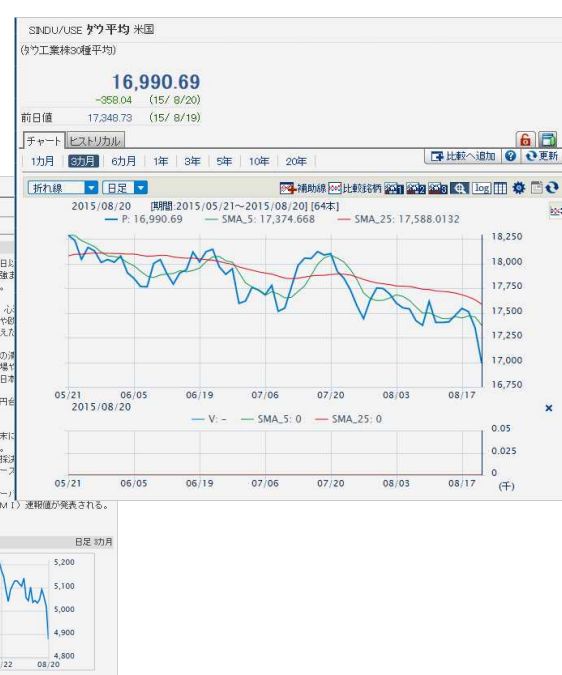 SINDU/USE ダウ平均 米国
(ダウ工業株30種平均)
16,990.69
-358.04 (15/ 8/20)
前日値 17,348.73 (15/ 8/19)
チャート ヒストリカル
1カ月 3カ月 6カ月 1年 3年 5年 10年 20年 比較へ追加 ? 更新
折れ線 日足 補助線 比較銘柄 1 2 3 log
2015/08/20 [期間:2015/05/21~2015/08/20] [64本]
P: 16,990.69 SMA_5: 17,374.668 SMA_25: 17,588.0132
18,250
18,000
17,750
17,500
17,250
17,000
16,750
05/21 06/05 06/19 07/06 07/20 08/03 08/17
2015/08/20 ×
V: - SMA_5: 0 SMA_25: 0
0.05
0.025
0
05/21 06/05 06/19 07/06 07/20 08/03 08/17 (千)
MI)速報値が発表される。
日足 3カ月
5,200
5,100
5,000
4,900
4,800
/22 08/20